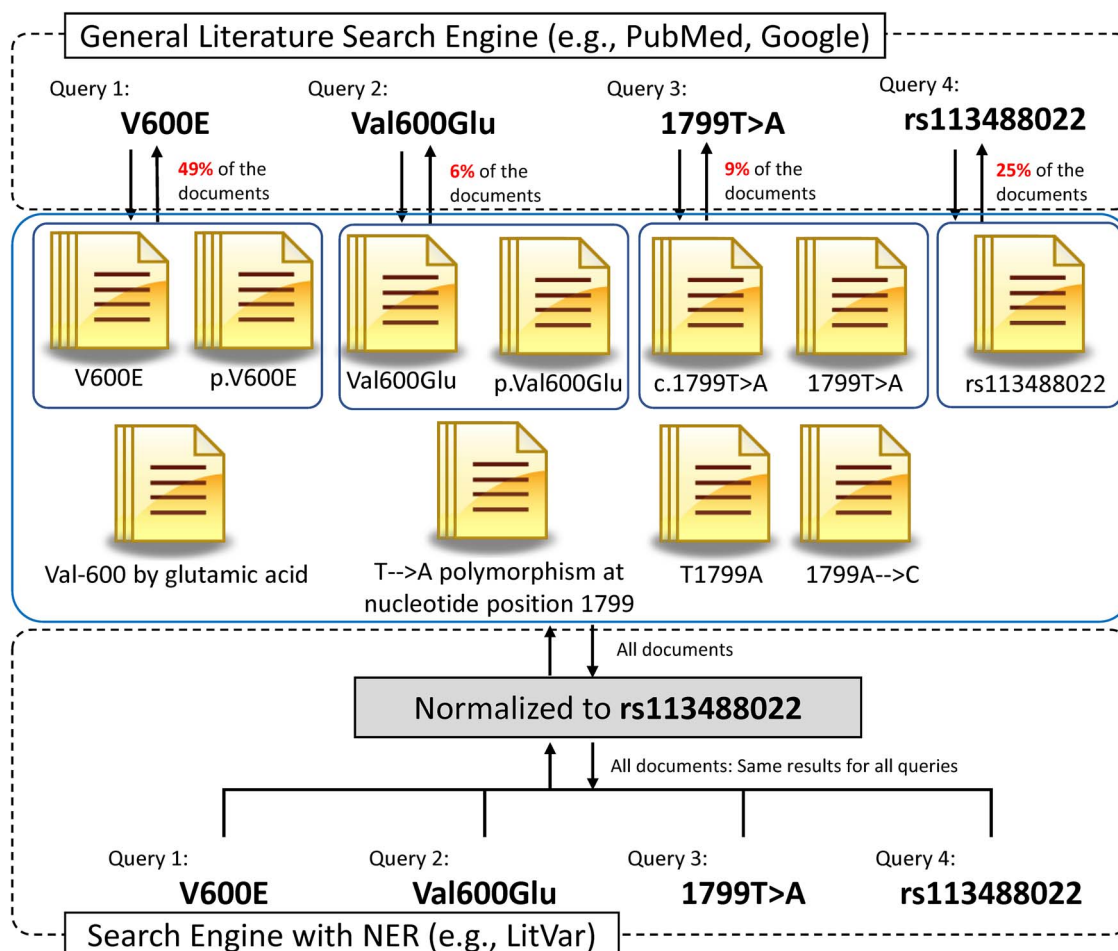 General Literature Search Engine (e.g., PubMed, Google)
Query 1:
V600E
Query 2:
Val600Glu
Query 3:
1799T>A
Query 4:
rs113488022
49% of the
documents
6% of the
documents
9% of the
documents
25% of the
documents
V600E
p.V600E
Val600Glu
p.Val600Glu
c.1799T>A
1799T>A
rs113488022
Val-600 by glutamic acid
T-->A polymorphism at
nucleotide position 1799
T1799A
1799A-->C
All documents
Normalized to rs113488022
All documents: Same results for all queries
Query 1:
V600E
Query 2:
Val600Glu
Query 3:
1799T>A
Query 4:
rs113488022
Search Engine with NER (e.g., LitVar)